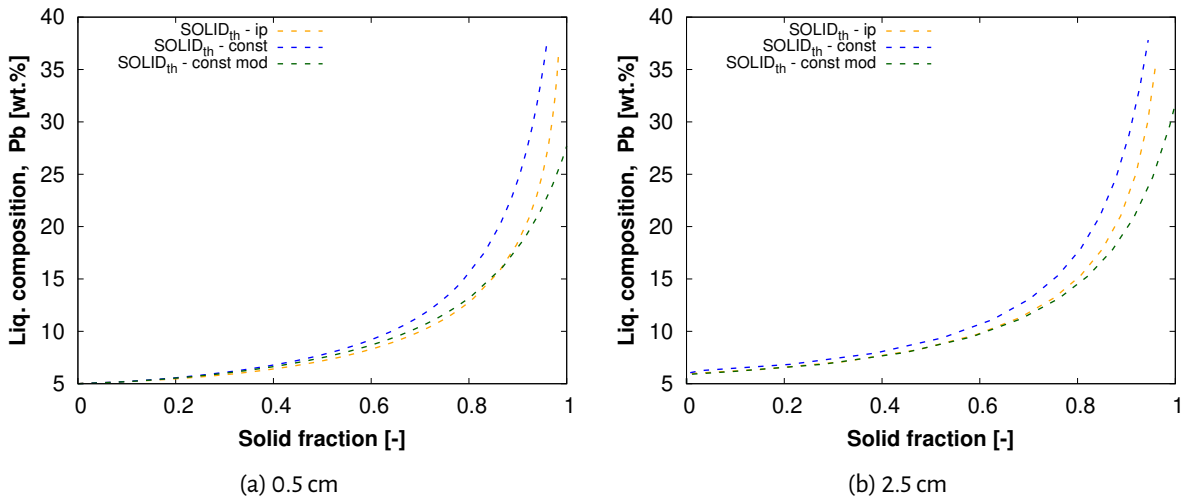 40
35
30
25
20
15
10
5
0
0.2
0.4
0.6
0.8
1
Liq. composition, Pb [wt.%]
Solid fraction [-]
SOLIDth - ip
SOLIDth - const
SOLIDth - const mod
(a) 0.5 cm
40
35
30
25
20
15
10
5
0
0.2
0.4
0.6
0.8
1
Liq. composition, Pb [wt.%]
Solid fraction [-]
SOLIDth - ip
SOLIDth - const
SOLIDth - const mod
(b) 2.5 cm